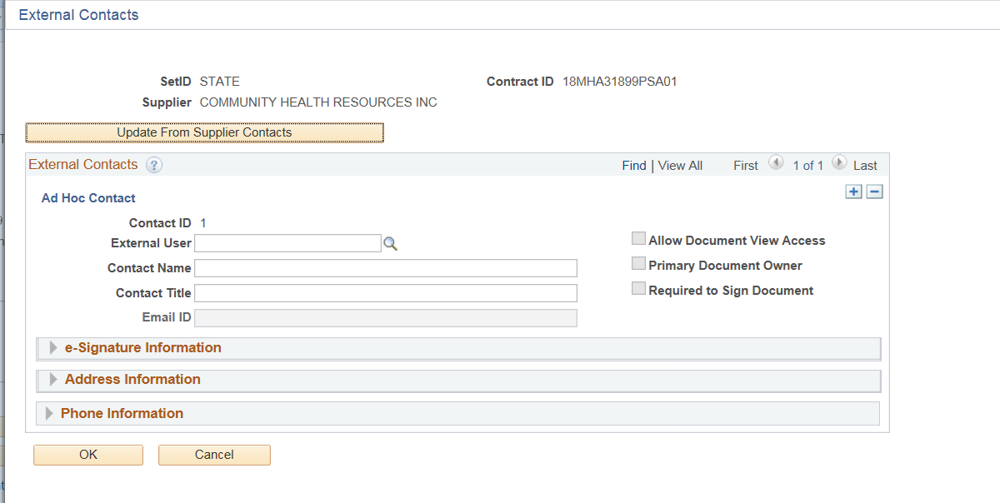 External Contacts
SetID STATE Contract ID 18MHA31899PSA01
Supplier COMMUNITY HEALTH RESOURCES INC
Update From Supplier Contacts
External Contacts ? Find | View All First 1 of 1 Last
Ad Hoc Contact
Contact ID 1
External User
Allow Document View Access
Contact Name
Primary Document Owner
Contact Title
Required to Sign Document
Email ID
e-Signature Information
Address Information
Phone Information
OK Cancel